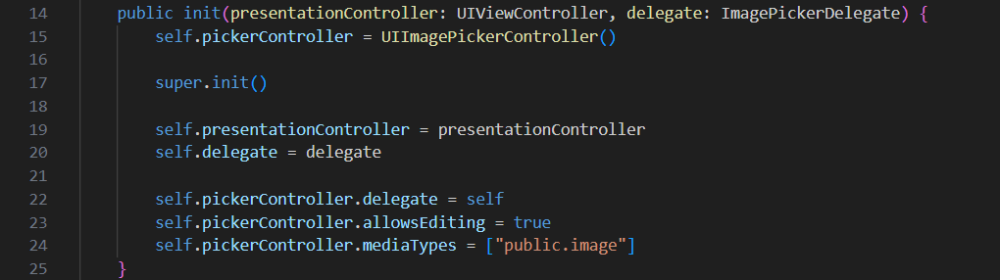 14 public init(presentationController: UIViewController, delegate: ImagePickerDelegate) {
15 self.pickerController = UIImagePickerController()
16
17 super.init()
18
19 self.presentationController = presentationController
20 self.delegate = delegate
21
22 self.pickerController.delegate = self
23 self.pickerController.allowsEditing = true
24 self.pickerController.mediaTypes = ["public.image"]
25 }